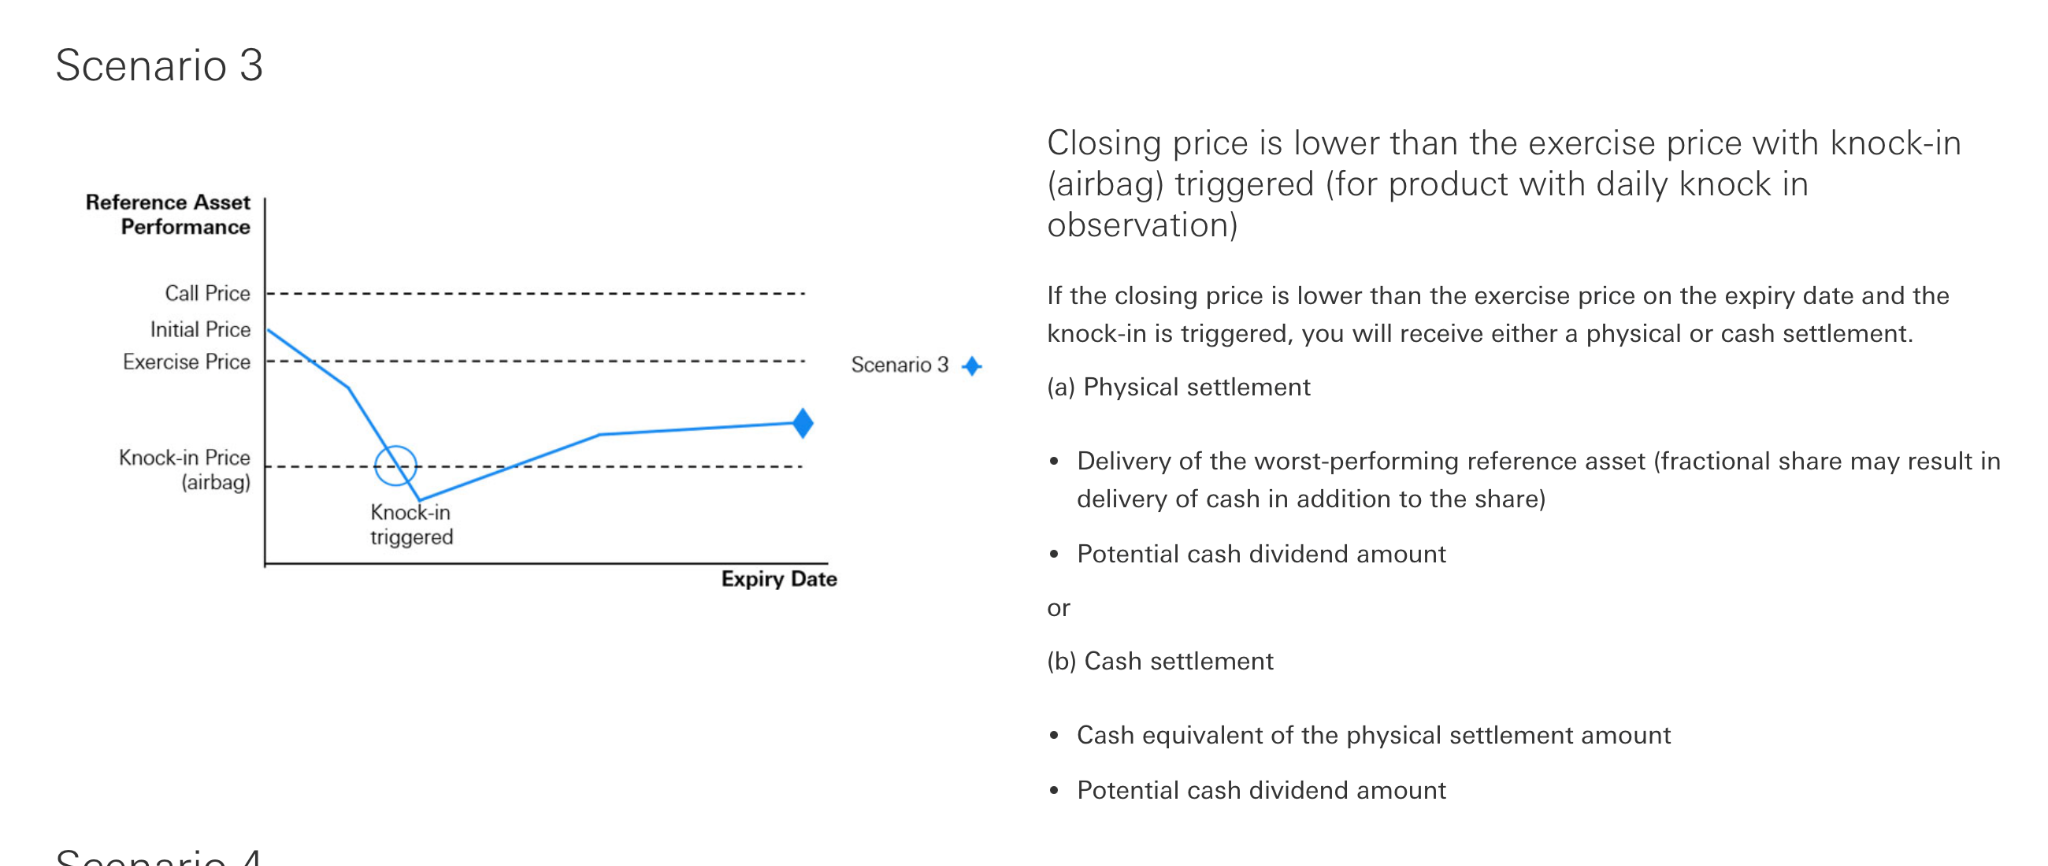 Scenario 3
Reference Asset
Performance
Call Price
Initial Price
Exercise Price
Knock-in Price
(airbag)
Knock-in
triggered
Expiry Date
Scenario 3
Closing price is lower than the exercise price with knock-in
(airbag) triggered (for product with daily knock in
observation)
If the closing price is lower than the exercise price on the expiry date and the
knock-in is triggered, you will receive either a physical or cash settlement.
(a) Physical settlement
• Delivery of the worst-performing reference asset (fractional share may result in
delivery of cash in addition to the share)
• Potential cash dividend amount
or
(b) Cash settlement
• Cash equivalent of the physical settlement amount
• Potential cash dividend amount
Scenario 4